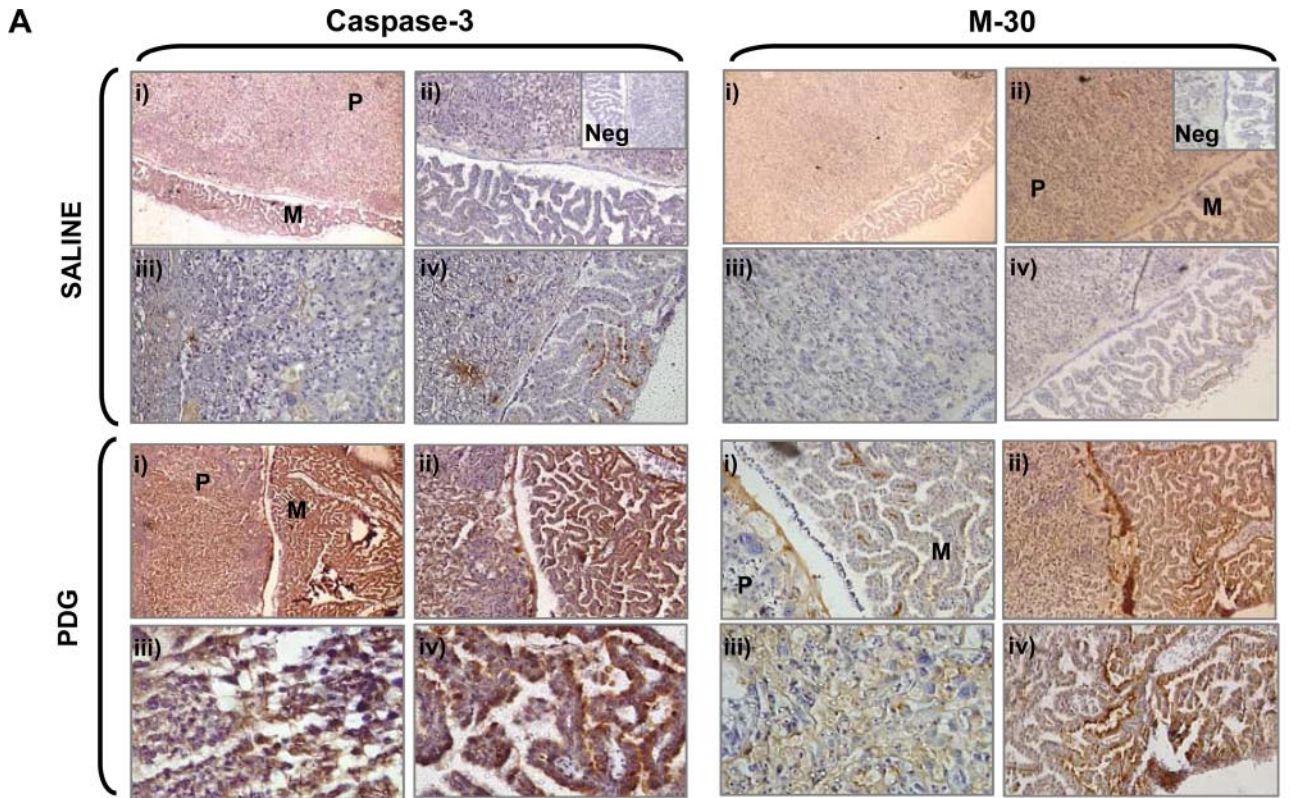 A
Caspase-3
M-30
SALINE
i)
P
M
ii)
Neg
i)
ii)
Neg
P
M
iii)
iv)
iii)
iv)
PDG
i)
P
M
ii)
i)
P
M
ii)
iii)
iv)
iii)
iv)